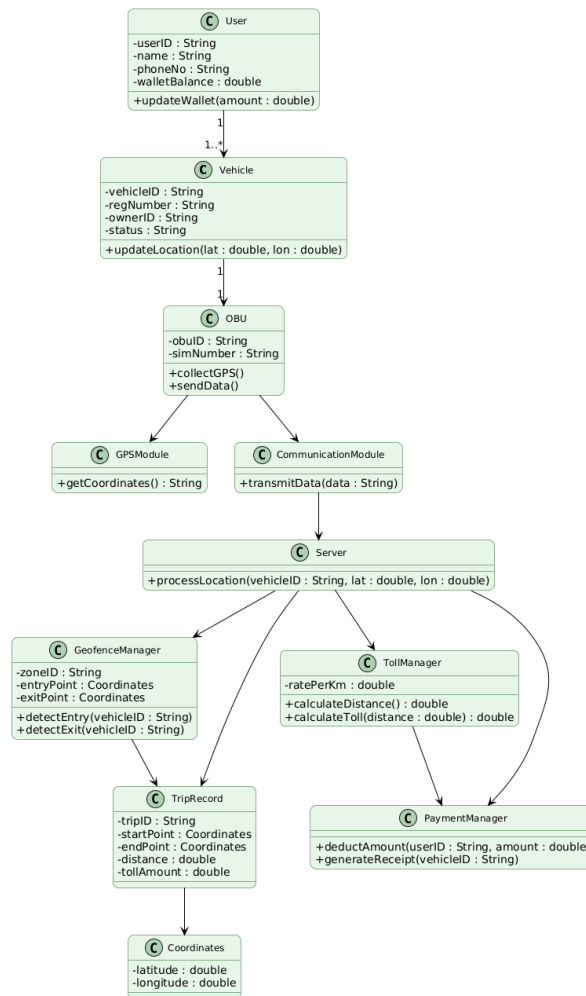 C User
-userID : String
-name : String
-phoneNo : String
-walletBalance : double
+updateWallet(amount : double)
1
1..*
C Vehicle
-vehicleID : String
-regNumber : String
-ownerID : String
-status : String
+updateLocation(lat : double, lon : double)
1
1
C OBU
-obuID : String
-simNumber : String
+collectGPS()
+sendData()
C GPSModule
+getCoordinates() : String
C CommunicationModule
+transmitData(data : String)
C Server
+processLocation(vehicleID : String, lat : double, lon : double)
C GeofenceManager
-zoneID : String
-entryPoint : Coordinates
-exitPoint : Coordinates
+detectEntry(vehicleID : String)
+detectExit(vehicleID : String)
C TollManager
-ratePerKm : double
+calculateDistance() : double
+calculateToll(distance : double) : double
C TripRecord
-tripID : String
-startPoint : Coordinates
-endPoint : Coordinates
-distance : double
-tollAmount : double
C PaymentManager
+deductAmount(userID : String, amount : double
+generateReceipt(vehicleID : String)
C Coordinates
-latitude : double
-longitude : double